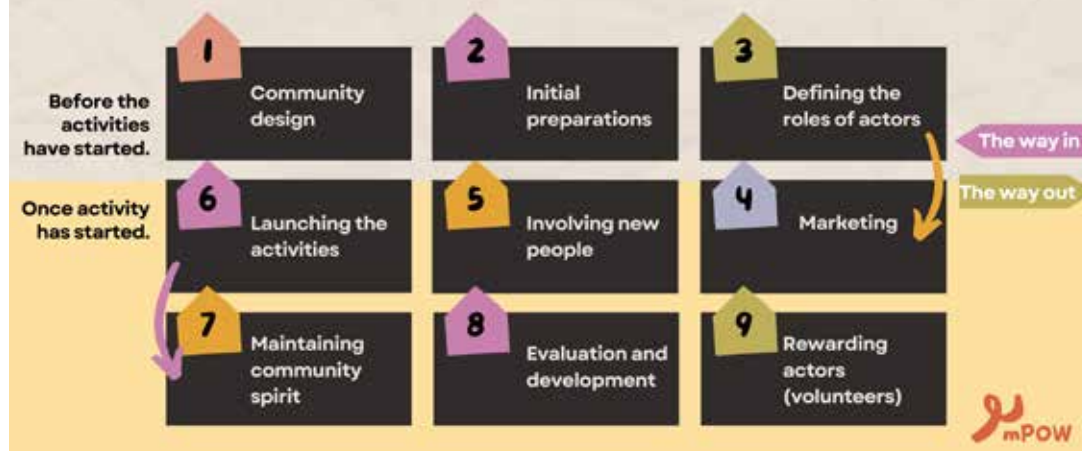 Before the
activities
have started.
1
Community
design
2
Initial
preparations
3
Defining the
roles of actors
The way in
The way out
Once activity
has started.
6
Launching the
activities
5
Involving new
people
4
Marketing
7
Maintaining
community
spirit
8
Evaluation and
development
9
Rewarding
actors
(volunteers)
mPOW